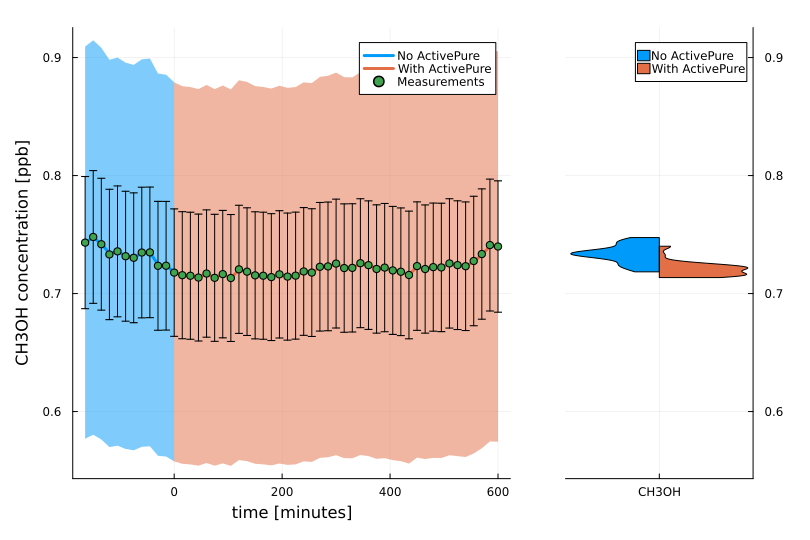 0.9
0.8
0.7
0.6
CH3OH concentration [ppb]
0
200
400
600
time [minutes]
No ActivePure
With ActivePure
Measurements
No ActivePure
With ActivePure
0.9
0.8
0.7
0.6
CH3OH